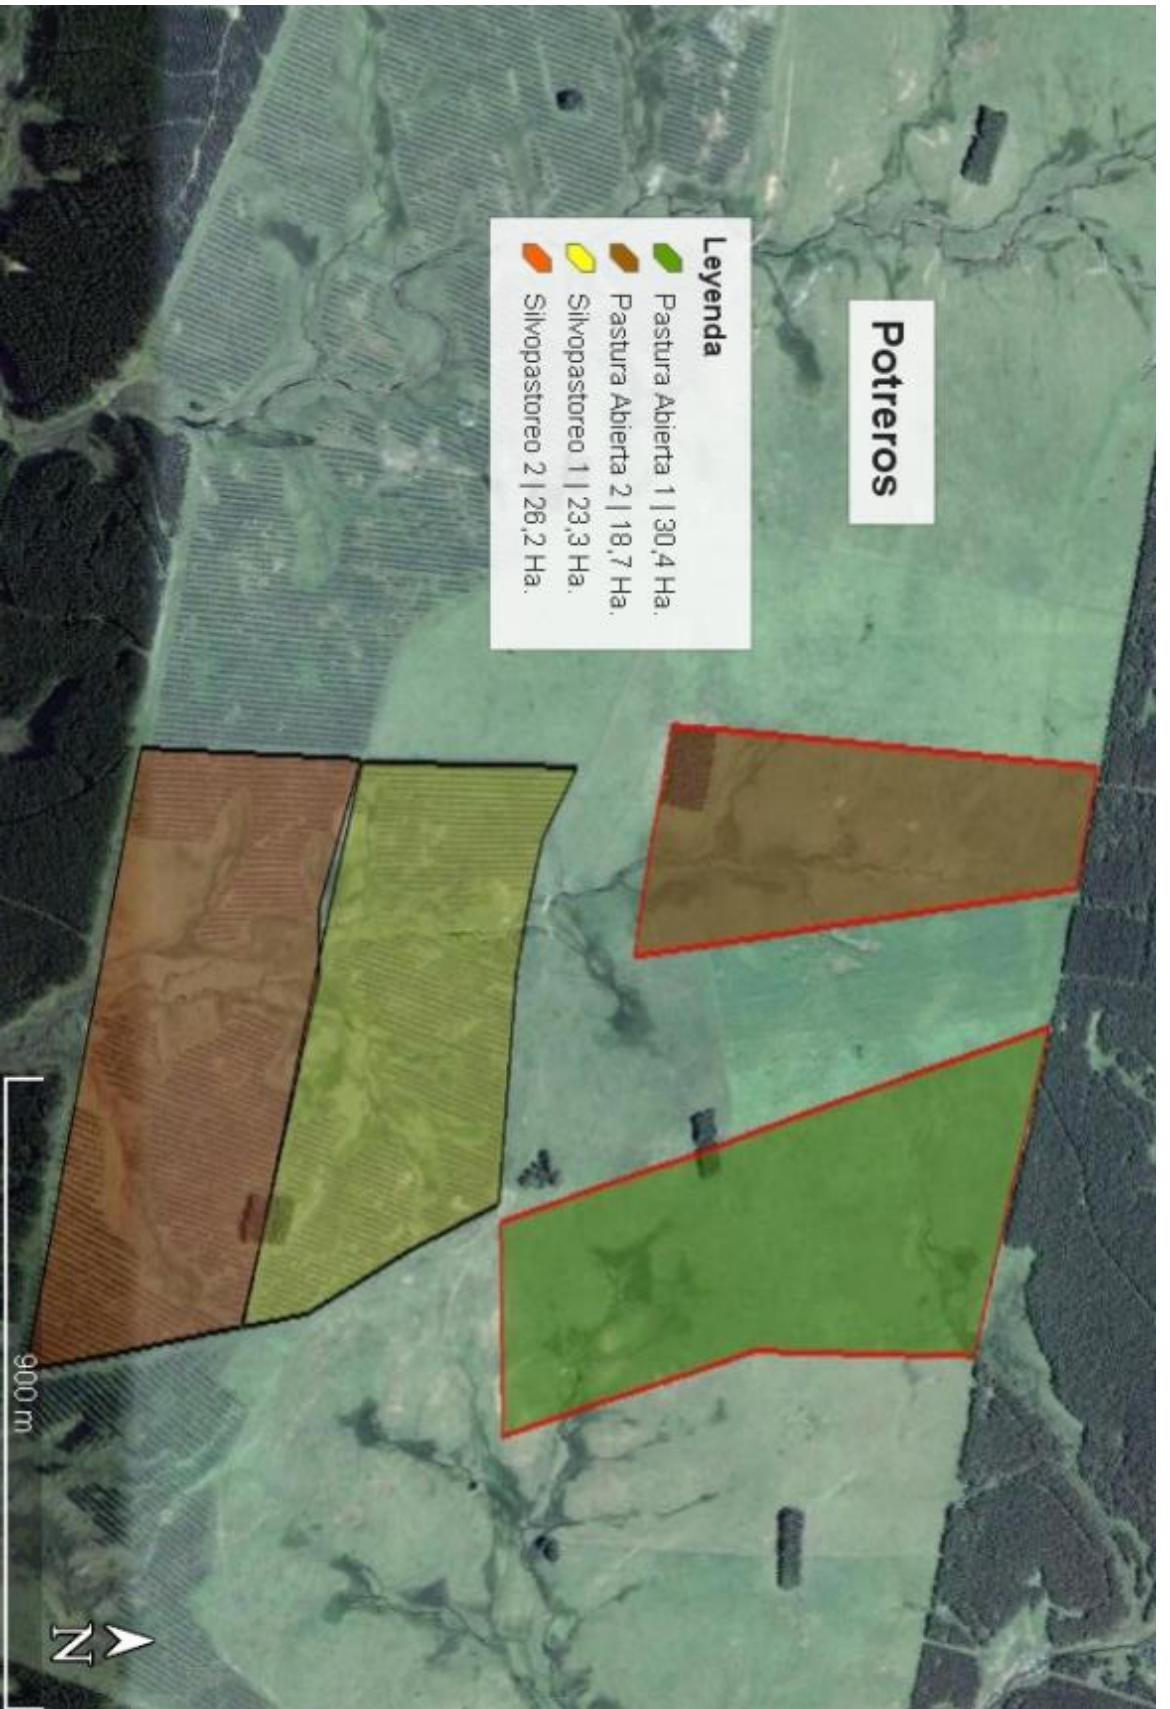 Potreros
Leyenda
Pastura Abierta 1 | 30,4 Ha.
Pastura Abierta 2 | 18,7 Ha.
Silvopastoreo 1 | 23,3 Ha.
Silvopastoreo 2 | 26,2 Ha.
900 m
N